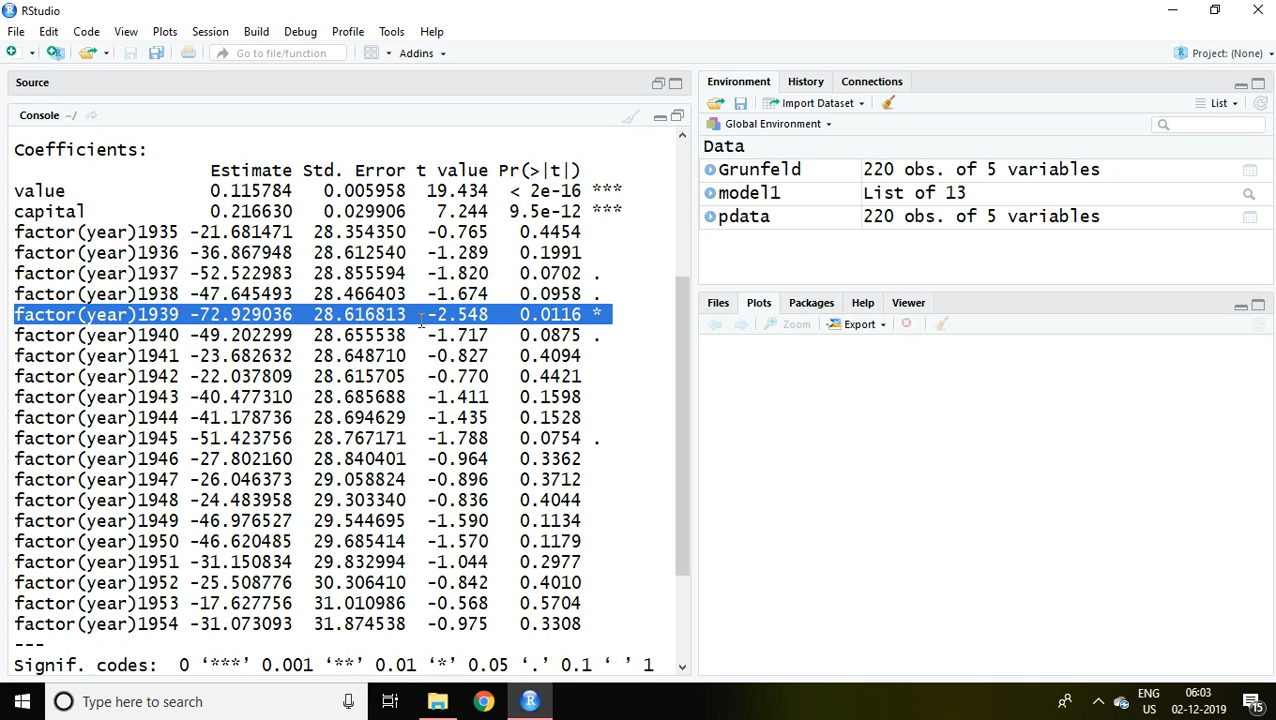 RStudio
File Edit Code View Plots Session Build Debug Profile Tools Help
Go to file/function Addins Project: (None)
Source
Console ~/
Coefficients:
Estimate Std. Error t value Pr(>|t|)
value 0.115784 0.005958 19.434 < 2e-16 ***
capital 0.216630 0.029906 7.244 9.5e-12 ***
factor(year)1935 -21.681471 28.354350 -0.765 0.4454
factor(year)1936 -36.867948 28.612540 -1.289 0.1991
factor(year)1937 -52.522983 28.855594 -1.820 0.0702 .
factor(year)1938 -47.645493 28.466403 -1.674 0.0958 .
factor(year)1939 -72.929036 28.616813 -2.548 0.0116 *
factor(year)1940 -49.202299 28.655538 -1.717 0.0875 .
factor(year)1941 -23.682632 28.648710 -0.827 0.4094
factor(year)1942 -22.037809 28.615705 -0.770 0.4421
factor(year)1943 -40.477310 28.685688 -1.411 0.1598
factor(year)1944 -41.178736 28.694629 -1.435 0.1528
factor(year)1945 -51.423756 28.767171 -1.788 0.0754 .
factor(year)1946 -27.802160 28.840401 -0.964 0.3362
factor(year)1947 -26.046373 29.058824 -0.896 0.3712
factor(year)1948 -24.483958 29.303340 -0.836 0.4044
factor(year)1949 -46.976527 29.544695 -1.590 0.1134
factor(year)1950 -46.620485 29.685414 -1.570 0.1179
factor(year)1951 -31.150834 29.832994 -1.044 0.2977
factor(year)1952 -25.508776 30.306410 -0.842 0.4010
factor(year)1953 -17.627756 31.010986 -0.568 0.5704
factor(year)1954 -31.073093 31.874538 -0.975 0.3308
---
Signif. codes: 0 ‘***’ 0.001 ‘**’ 0.01 ‘*’ 0.05 ‘.’ 0.1 ‘ ’ 1
Environment History Connections
Import Dataset List
Global Environment
Data
Grunfeld 220 obs. of 5 variables
model1 List of 13
pdata 220 obs. of 5 variables
Files Plots Packages Help Viewer
Zoom Export
Type here to search
ENG 06:03
US 02-12-2019 15